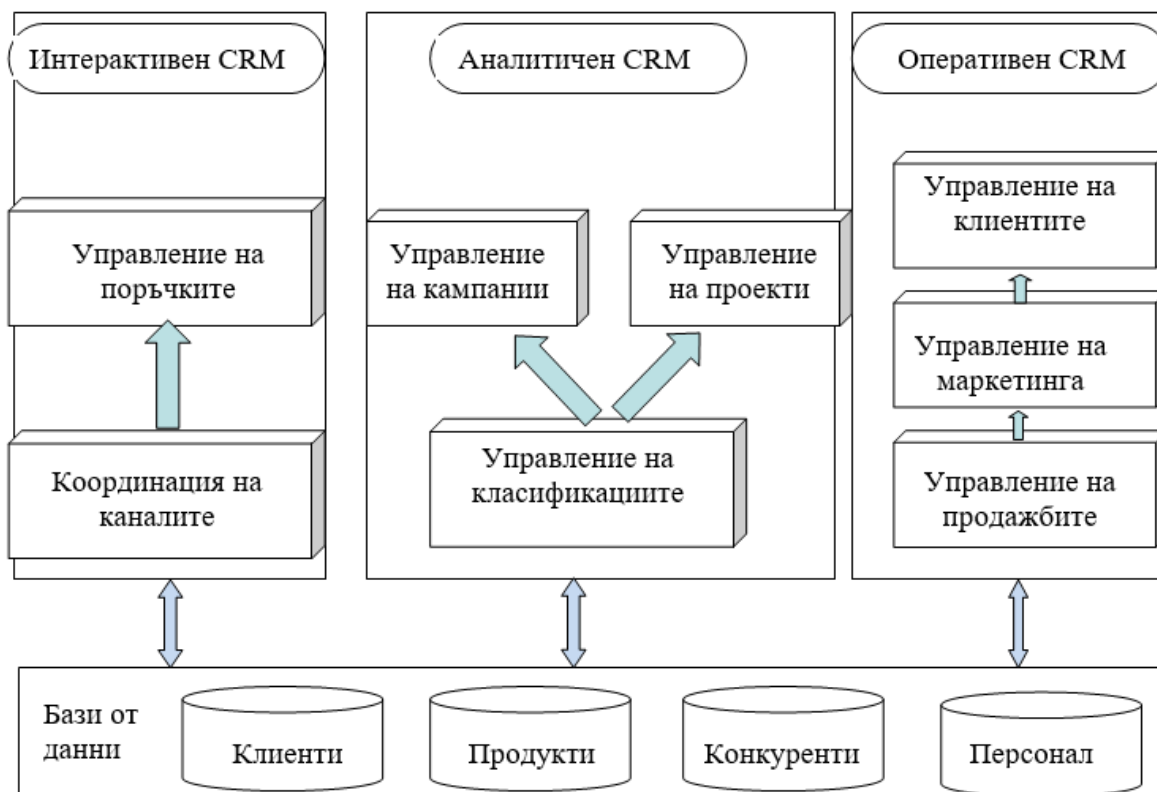 Интерактивен CRM
Аналитичен CRM
Оперативен CRM
Управление на
поръчките
Координация на
каналите
Управление
на кампании
Управление
на проекти
Управление на
класификациите
Управление на
клиентите
Управление на
маркетинга
Управление на
продажбите
Бази от
данни
Клиенти
Продукти
Конкуренти
Персонал